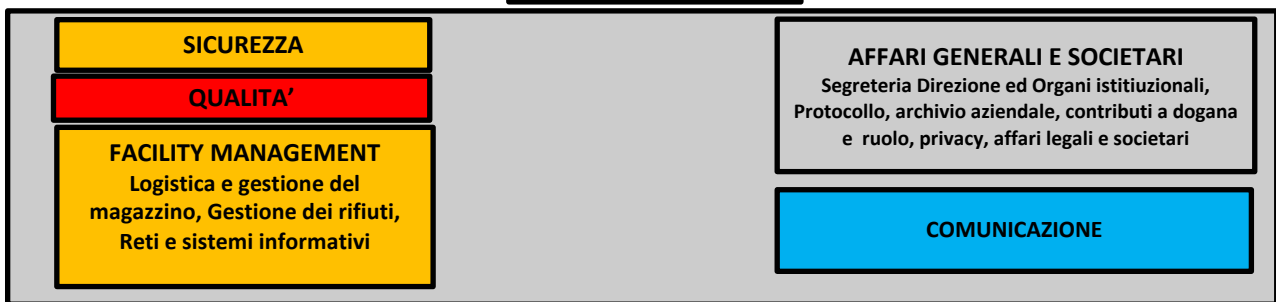 SICUREZZA
QUALITA’
FACILITY MANAGEMENT
Logistica e gestione del
magazzino, Gestione dei rifiuti,
Reti e sistemi informativi
AFFARI GENERALI E SOCIETARI
Segreteria Direzione ed Organi istitiuzionali,
Protocollo, archivio aziendale, contributi a dogana
e ruolo, privacy, affari legali e societari
COMUNICAZIONE